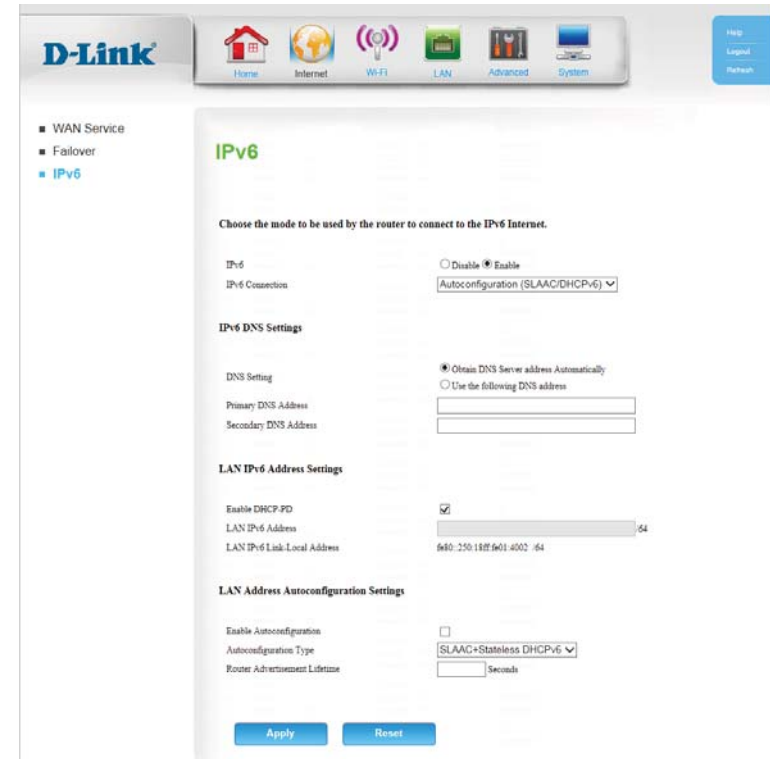 D-Link
Home
Internet
Wi-Fi
LAN
Advanced
System
Help
Logout
Refresh
WAN Service
Failover
IPv6
IPv6
Choose the mode to be used by the router to connect to the IPv6 Internet.
IPv6 Disable Enable
IPv6 Connection Autoconfiguration (SLAAC/DHCPv6)
IPv6 DNS Settings
DNS Setting Obtain DNS Server address Automatically
Use the following DNS address
Primary DNS Address
Secondary DNS Address
LAN IPv6 Address Settings
Enable DHCP-PD
LAN IPv6 Address /64
LAN IPv6 Link-Local Address fe80::250:18ff:fe01:4002 /64
LAN Address Autoconfiguration Settings
Enable Autoconfiguration
Autoconfiguration Type SLAAC+Stateless DHCPv6
Router Advertisement Lifetime Seconds
Apply Reset